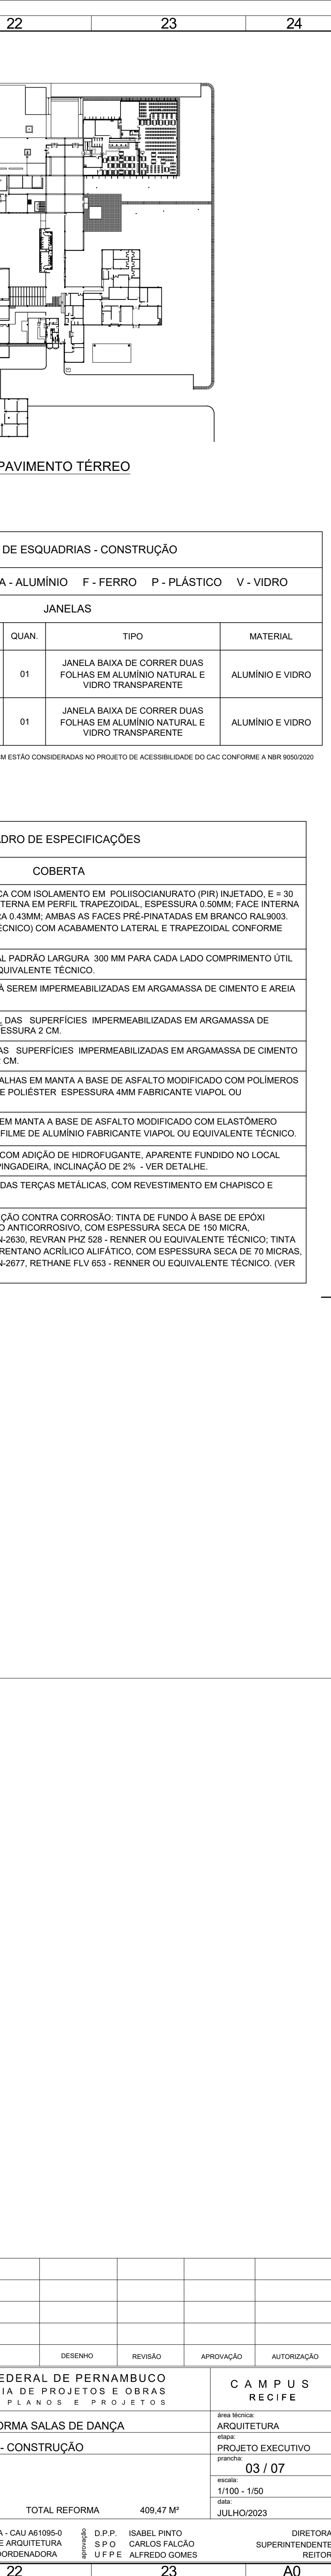 22 23 24
PAVIMENTO TÉRREO
DE ESQUADRIAS - CONSTRUÇÃO
A - ALUMÍNIO F - FERRO P - PLÁSTICO V - VIDRO
JANELAS
QUAN. TIPO MATERIAL
01 JANELA BAIXA DE CORRER DUAS FOLHAS EM ALUMÍNIO NATURAL E VIDRO TRANSPARENTE ALUMÍNIO E VIDRO
01 JANELA BAIXA DE CORRER DUAS FOLHAS EM ALUMÍNIO NATURAL E VIDRO TRANSPARENTE ALUMÍNIO E VIDRO
CM ESTÃO CONSIDERADAS NO PROJETO DE ACESSIBILIDADE DO CAC CONFORME A NBR 9050/2020
ADRO DE ESPECIFICAÇÕES
COBERTA
CA COM ISOLAMENTO EM POLIISOCIANURATO (PIR) INJETADO, E = 30
TERNA EM PERFIL TRAPEZOIDAL, ESPESSURA 0.50MM; FACE INTERNA
RA 0.43MM; AMBAS AS FACES PRÉ-PINATADAS EM BRANCO RAL9003.
ÉCNICO) COM ACABAMENTO LATERAL E TRAPEZOIDAL CONFORME
AL PADRÃO LARGURA 300 MM PARA CADA LADO COMPRIMENTO ÚTIL
QUIVALENTE TÉCNICO.
À SEREM IMPERMEABILIZADAS EM ARGAMASSA DE CIMENTO E AREIA
L DAS SUPERFÍCIES IMPERMEABILIZADAS EM ARGAMASSA DE
ESSURA 2 CM.
AS SUPERFÍCIES IMPERMEABILIZADAS EM ARGAMASSA DE CIMENTO
2 CM.
ALHAS EM MANTA A BASE DE ASFALTO MODIFICADO COM POLÍMEROS
E POLIÉSTER ESPESSURA 4MM FABRICANTE VIAPOL OU
EM MANTA A BASE DE ASFALTO MODIFICADO COM ELASTÔMERO
FILME DE ALUMÍNIO FABRICANTE VIAPOL OU EQUIVALENTE TÉCNICO.
COM ADIÇÃO DE HIDROFUGANTE, APARENTE FUNDIDO NO LOCAL
PINGADEIRA, INCLINAÇÃO DE 2% - VER DETALHE.
DAS TERÇAS METÁLICAS, COM REVESTIMENTO EM CHAPISCO E
ÇÃO CONTRA CORROSÃO: TINTA DE FUNDO À BASE DE EPÓXI
O ANTICORROSIVO, COM ESPESSURA SECA DE 150 MICRA,
N-2630, REVRAN PHZ 528 - RENNER OU EQUIVALENTE TÉCNICO; TINTA
RENTANO ACRÍLICO ALIFÁTICO, COM ESPESSURA SECA DE 70 MICRAS,
N-2677, RETHANE FLV 653 - RENNER OU EQUIVALENTE TÉCNICO. (VER
DESENHO REVISÃO APROVAÇÃO AUTORIZAÇÃO
EDERAL DE PERNAMBUCO
IA DE PROJETOS E OBRAS
PLANOS E PROJETOS
CAMPUS
RECIFE
ORMA SALAS DE DANÇA
- CONSTRUÇÃO
área técnica:
ARQUITETURA
etapa:
PROJETO EXECUTIVO
prancha:
03 / 07
escala:
1/100 - 1/50
data:
JULHO/2023
TOTAL REFORMA 409,47 M²
A - CAU A61095-0
E ARQUITETURA
OORDENADORA
aprovação
D.P.P. ISABEL PINTO DIRETORA
SPO CARLOS FALCÃO SUPERINTENDENTE
UFPE ALFREDO GOMES REITOR
22 23 A0